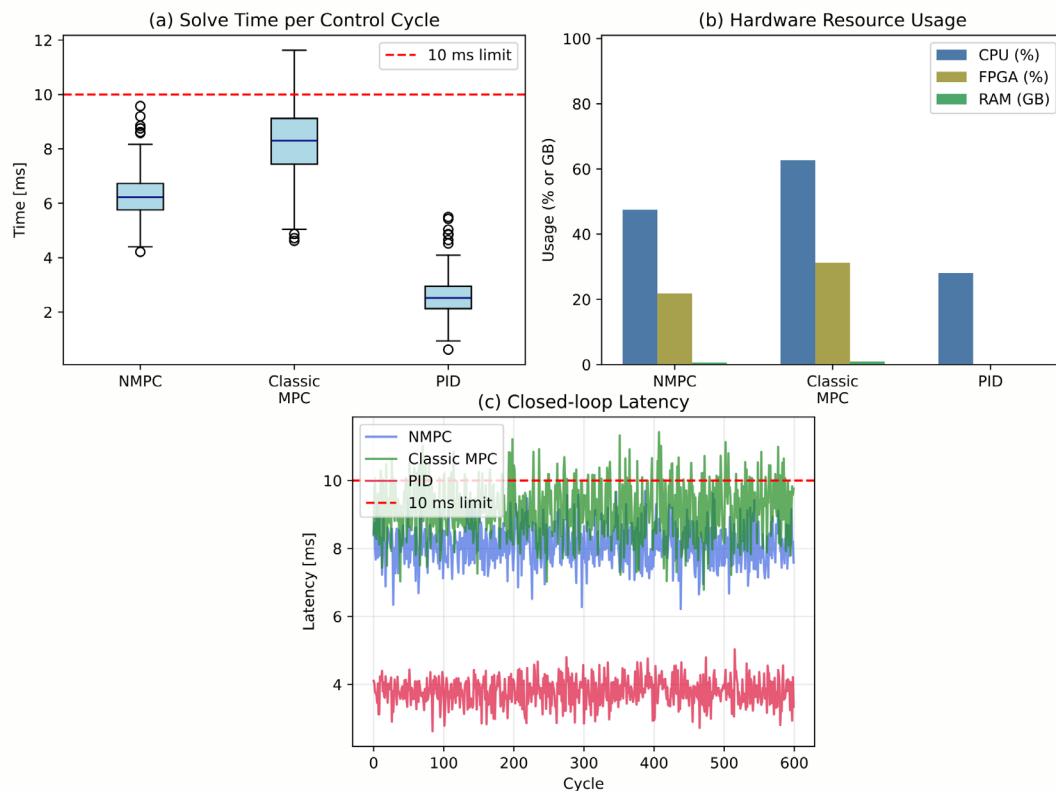 (a) Solve Time per Control Cycle
12
10
8
6
4
2
Time [ms]
10 ms limit
NMPC
Classic
MPC
PID
(b) Hardware Resource Usage
100
80
60
40
20
0
Usage (% or GB)
CPU (%)
FPGA (%)
RAM (GB)
NMPC
Classic
MPC
PID
(c) Closed-loop Latency
NMPC
Classic MPC
PID
10 ms limit
10
8
6
4
Latency [ms]
0
100
200
300
400
500
600
Cycle